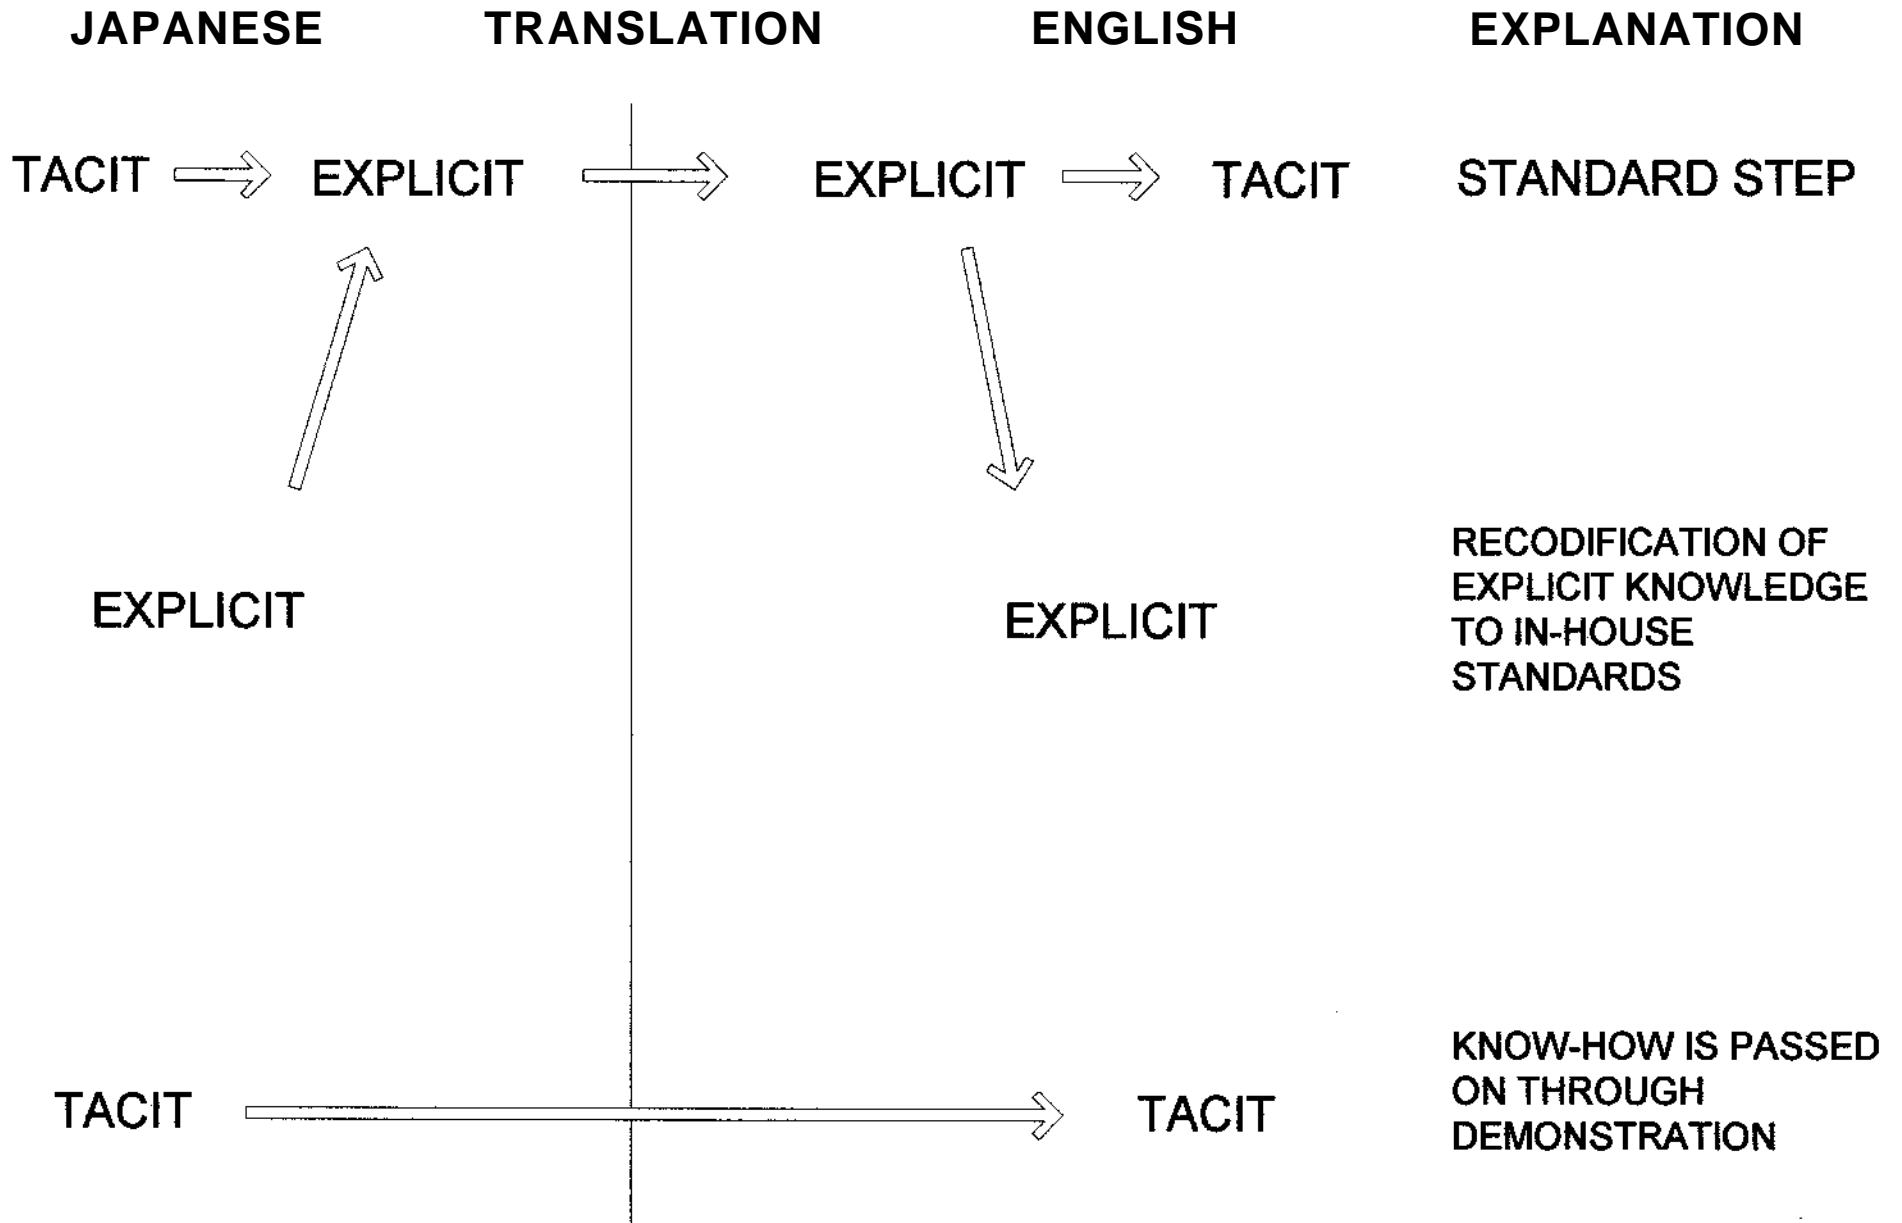 JAPANESE TRANSLATION ENGLISH EXPLANATION
TACIT EXPLICIT EXPLICIT TACIT STANDARD STEP
EXPLICIT EXPLICIT
RECODIFICATION OF
EXPLICIT KNOWLEDGE
TO IN-HOUSE
STANDARDS
TACIT TACIT
KNOW-HOW IS PASSED
ON THROUGH
DEMONSTRATION